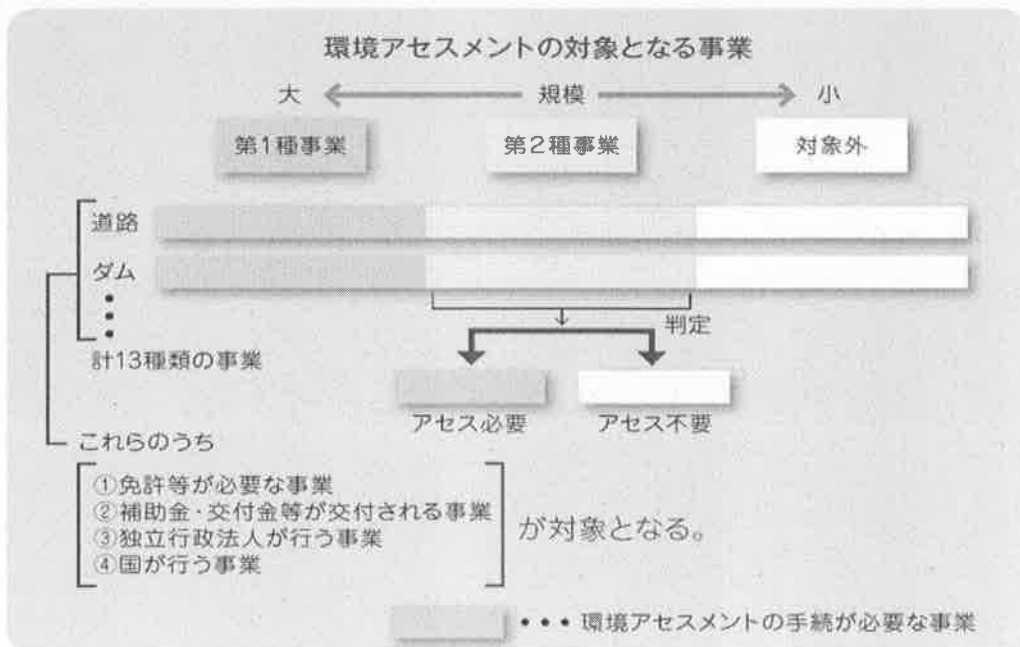 環境アセスメントの対象となる事業
大 規模 小
第1種事業 第2種事業 対象外
道路
ダム
判定
計13種類の事業
アセス必要 アセス不要
これらのうち
①免許等が必要な事業
②補助金・交付金等が交付される事業
③独立行政法人が行う事業
④国が行う事業
が対象となる。
・・・環境アセスメントの手続が必要な事業